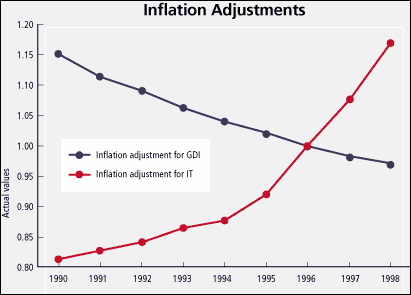 Inflation Adjustments
1.20
1.15
1.10
1.05
1.00
0.95
0.90
0.85
0.80
Actual values
Inflation adjustment for GDI
Inflation adjustment for IT
1990 1991 1992 1993 1994 1995 1996 1997 1998